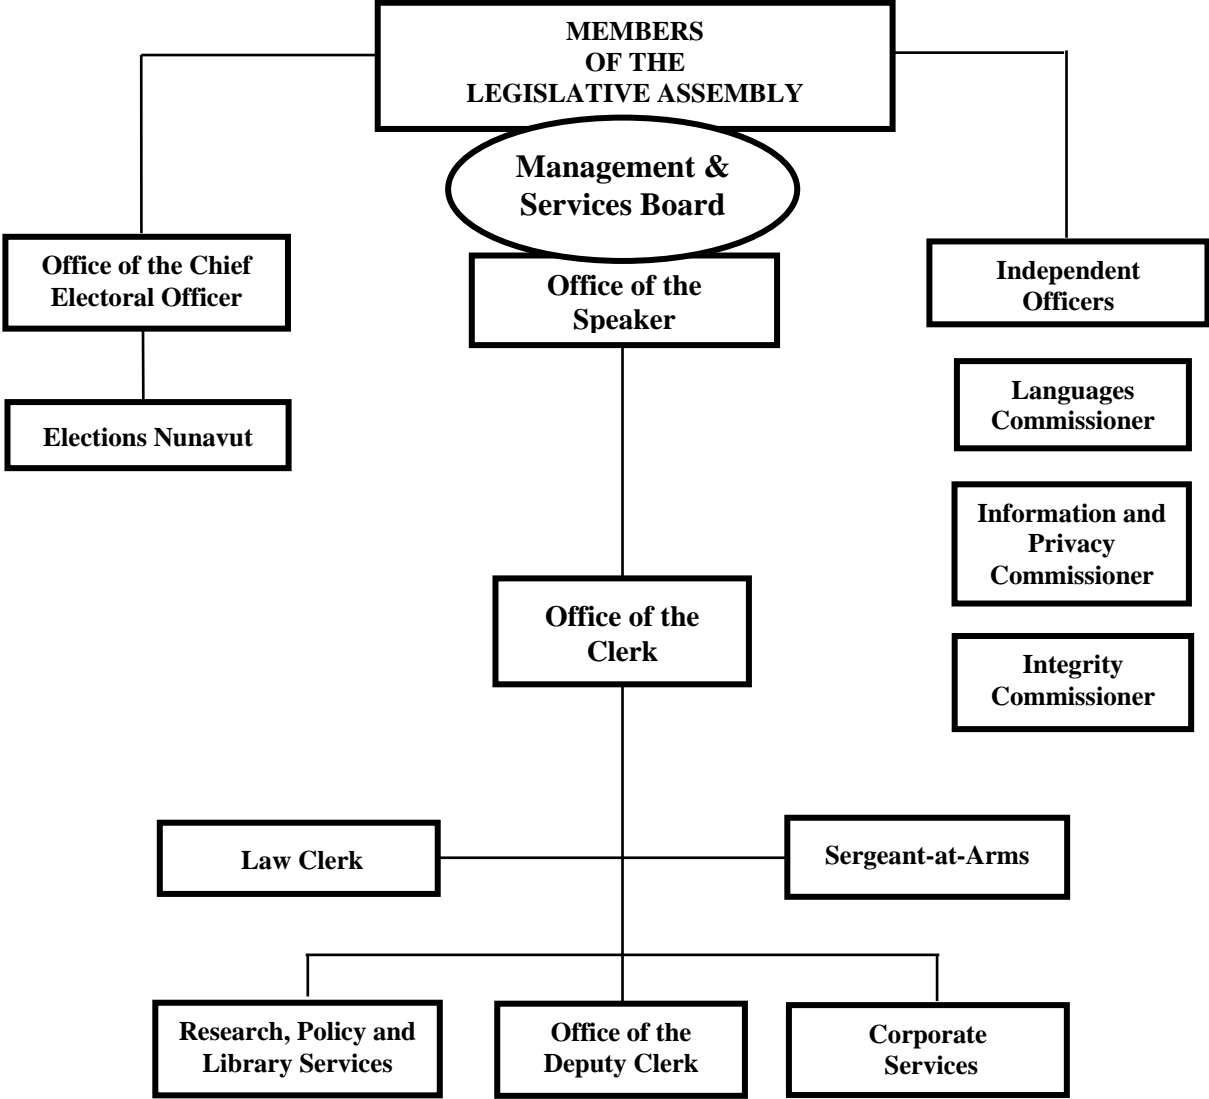 MEMBERS
OF THE
LEGISLATIVE ASSEMBLY
Management &
Services Board
Office of the Chief
Electoral Officer
Office of the
Speaker
Independent
Officers
Elections Nunavut
Languages
Commissioner
Information and
Privacy
Commissioner
Office of the
Clerk
Integrity
Commissioner
Law Clerk
Sergeant-at-Arms
Research, Policy and
Library Services
Office of the
Deputy Clerk
Corporate
Services